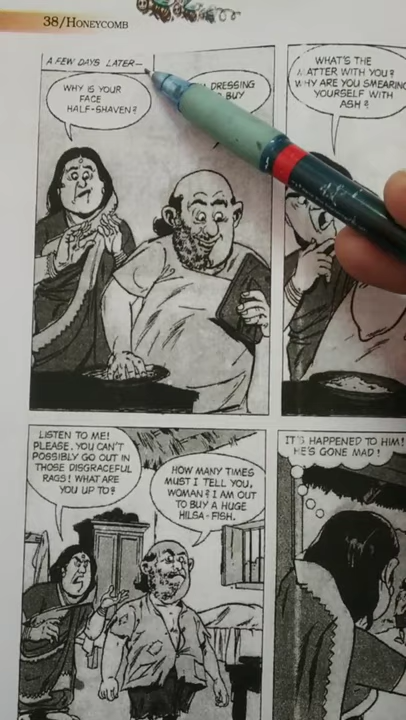 38/HONEYCOMB
A FEW DAYS LATER—
WHY IS YOUR
FACE
HALF-SHAVEN?
DRESSING
BUY
WHAT'S THE
MATTER WITH YOU?
WHY ARE YOU SMEARING
YOURSELF WITH
ASH?
LISTEN TO ME!
PLEASE. YOU CAN'T
POSSIBLY GO OUT IN
THOSE DISGRACEFUL
RAGS! WHAT ARE
YOU UP TO?
HOW MANY TIMES
MUST I TELL YOU,
WOMAN? I AM OUT
TO BUY A HUGE
HILSA-FISH.
IT'S HAPPENED TO HIM!
HE'S GONE MAD!